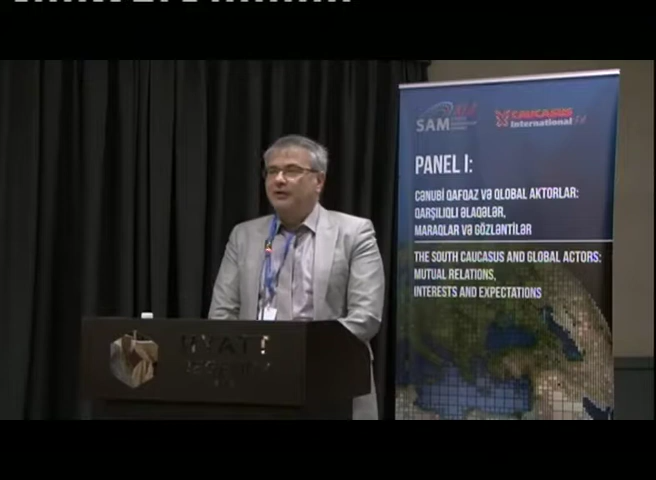 SAM
CAUCASUS
International
PANEL I:
CƏNUBİ QAFQAZ VƏ QLOBAL AKTORLAR:
QARŞILIQLI ƏLAQƏLƏR,
MARAQLAR VƏ GÖZLƏNTİLƏR
THE SOUTH CAUCASUS AND GLOBAL ACTORS:
MUTUAL RELATIONS,
INTERESTS AND EXPECTATIONS
HYATT